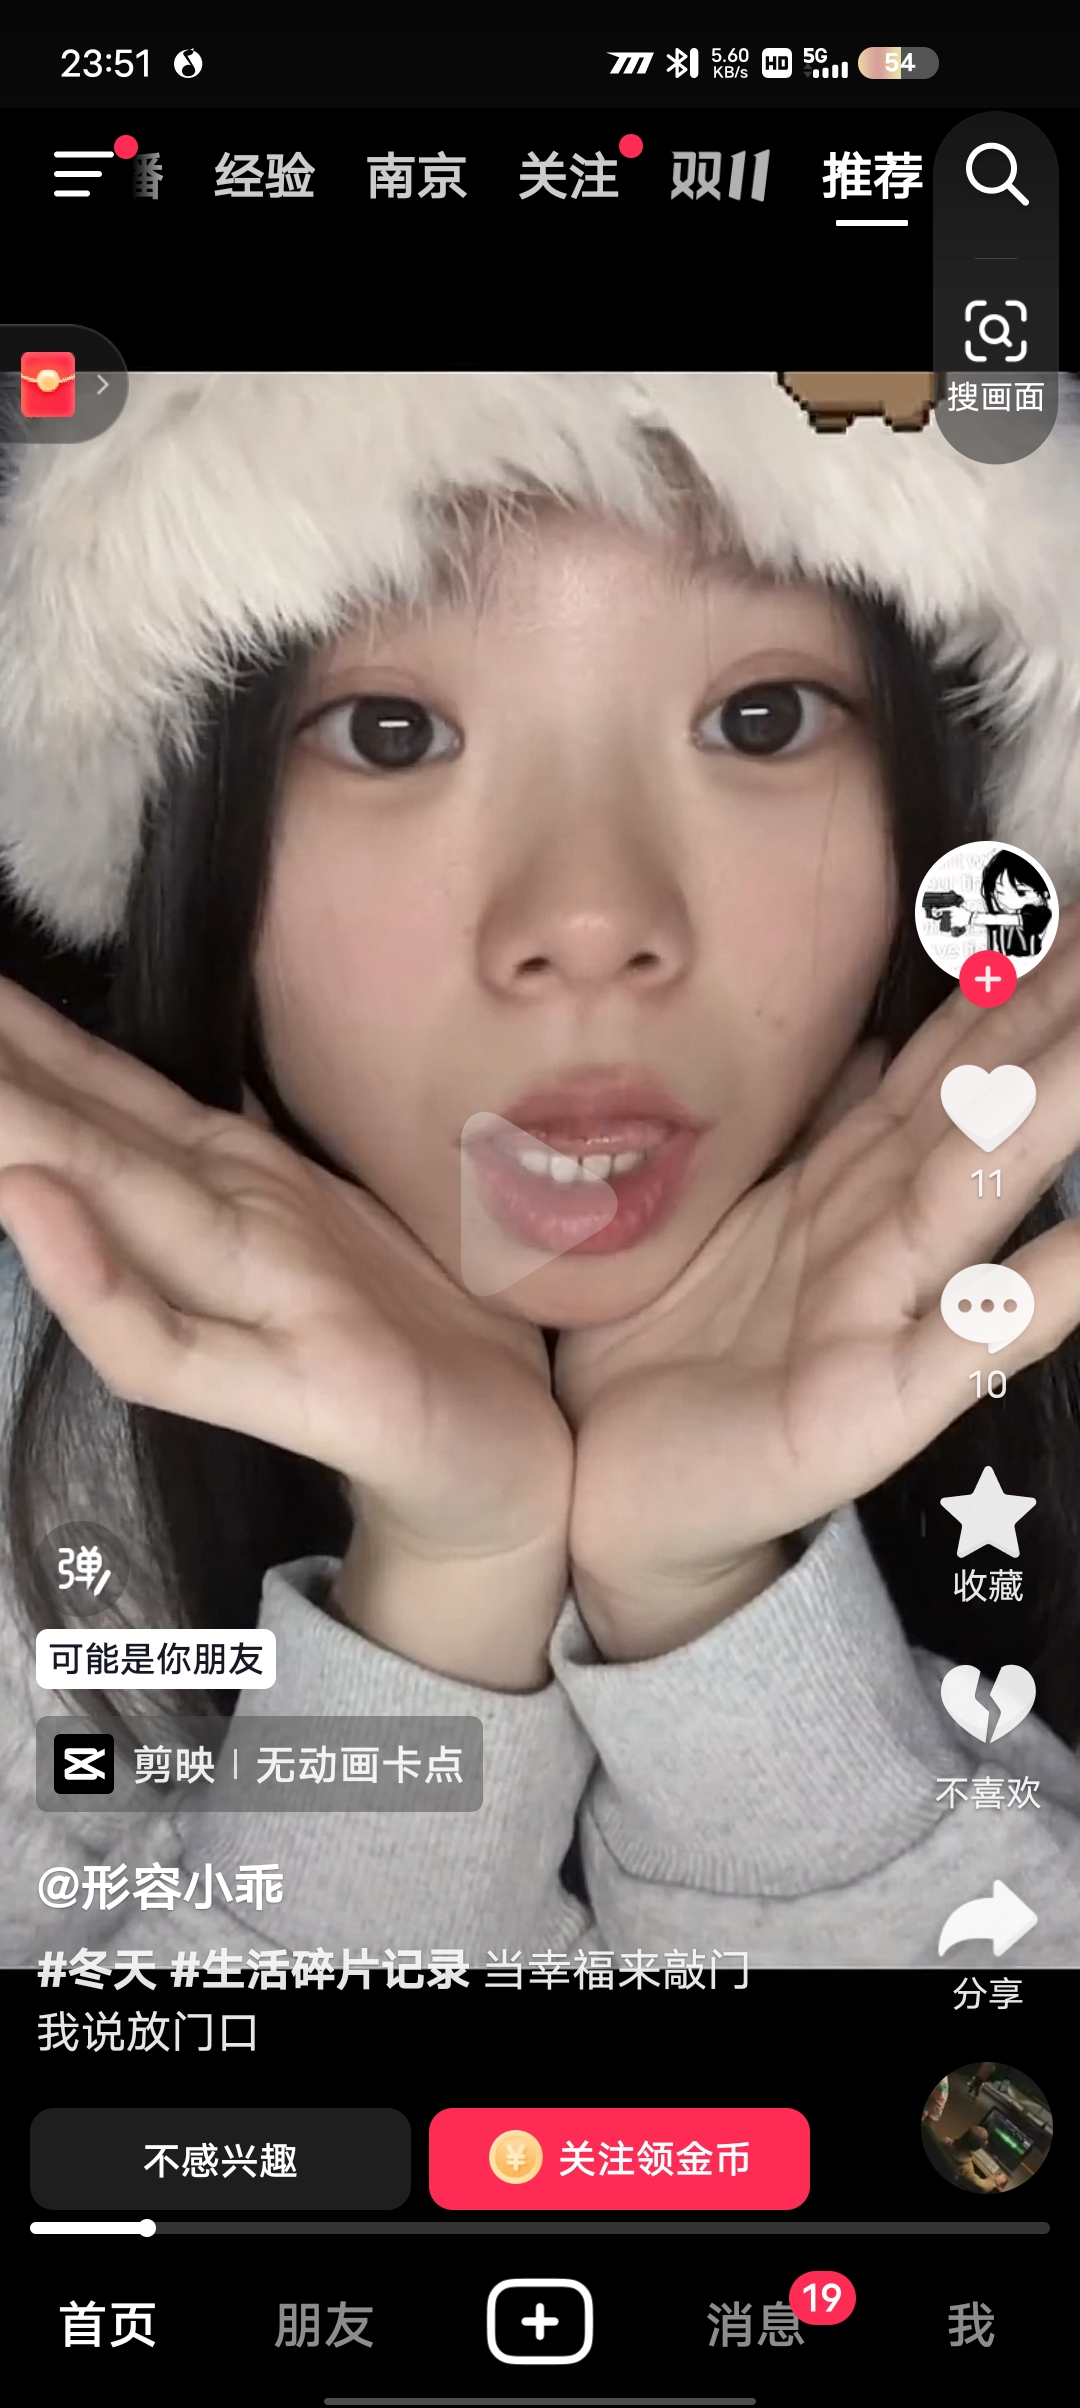 23:51
5.60
KB/s
HD
5G
54
播 经验 南京 关注 双11 推荐
搜画面
11
10
收藏
弹
可能是你朋友
不喜欢
剪映 | 无动画卡点
@形容小乖
#冬天 #生活碎片记录 当幸福来敲门
我说放门口
分享
不感兴趣
¥ 关注领金币
首页 朋友 消息 19 我